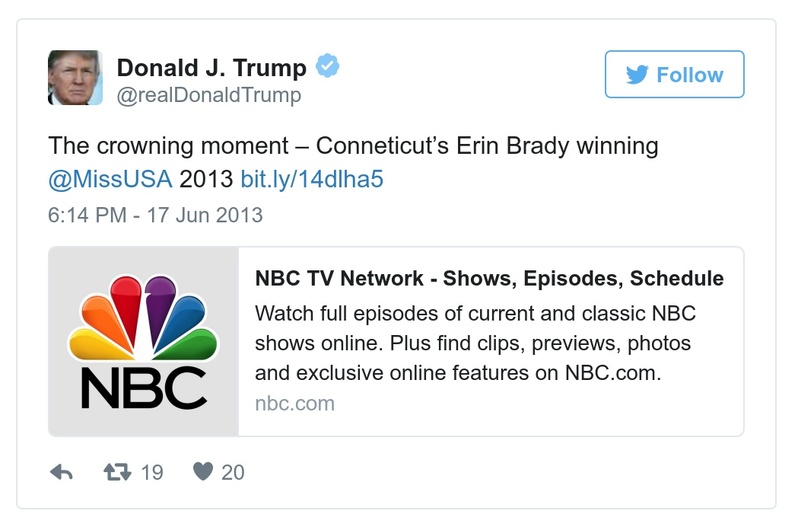 Donald J. Trump
@realDonaldTrump
Follow
The crowning moment – Conneticut’s Erin Brady winning
@MissUSA 2013 bit.ly/14dlha5
6:14 PM - 17 Jun 2013
NBC
NBC TV Network - Shows, Episodes, Schedule
Watch full episodes of current and classic NBC
shows online. Plus find clips, previews, photos
and exclusive online features on NBC.com.
nbc.com
19
20